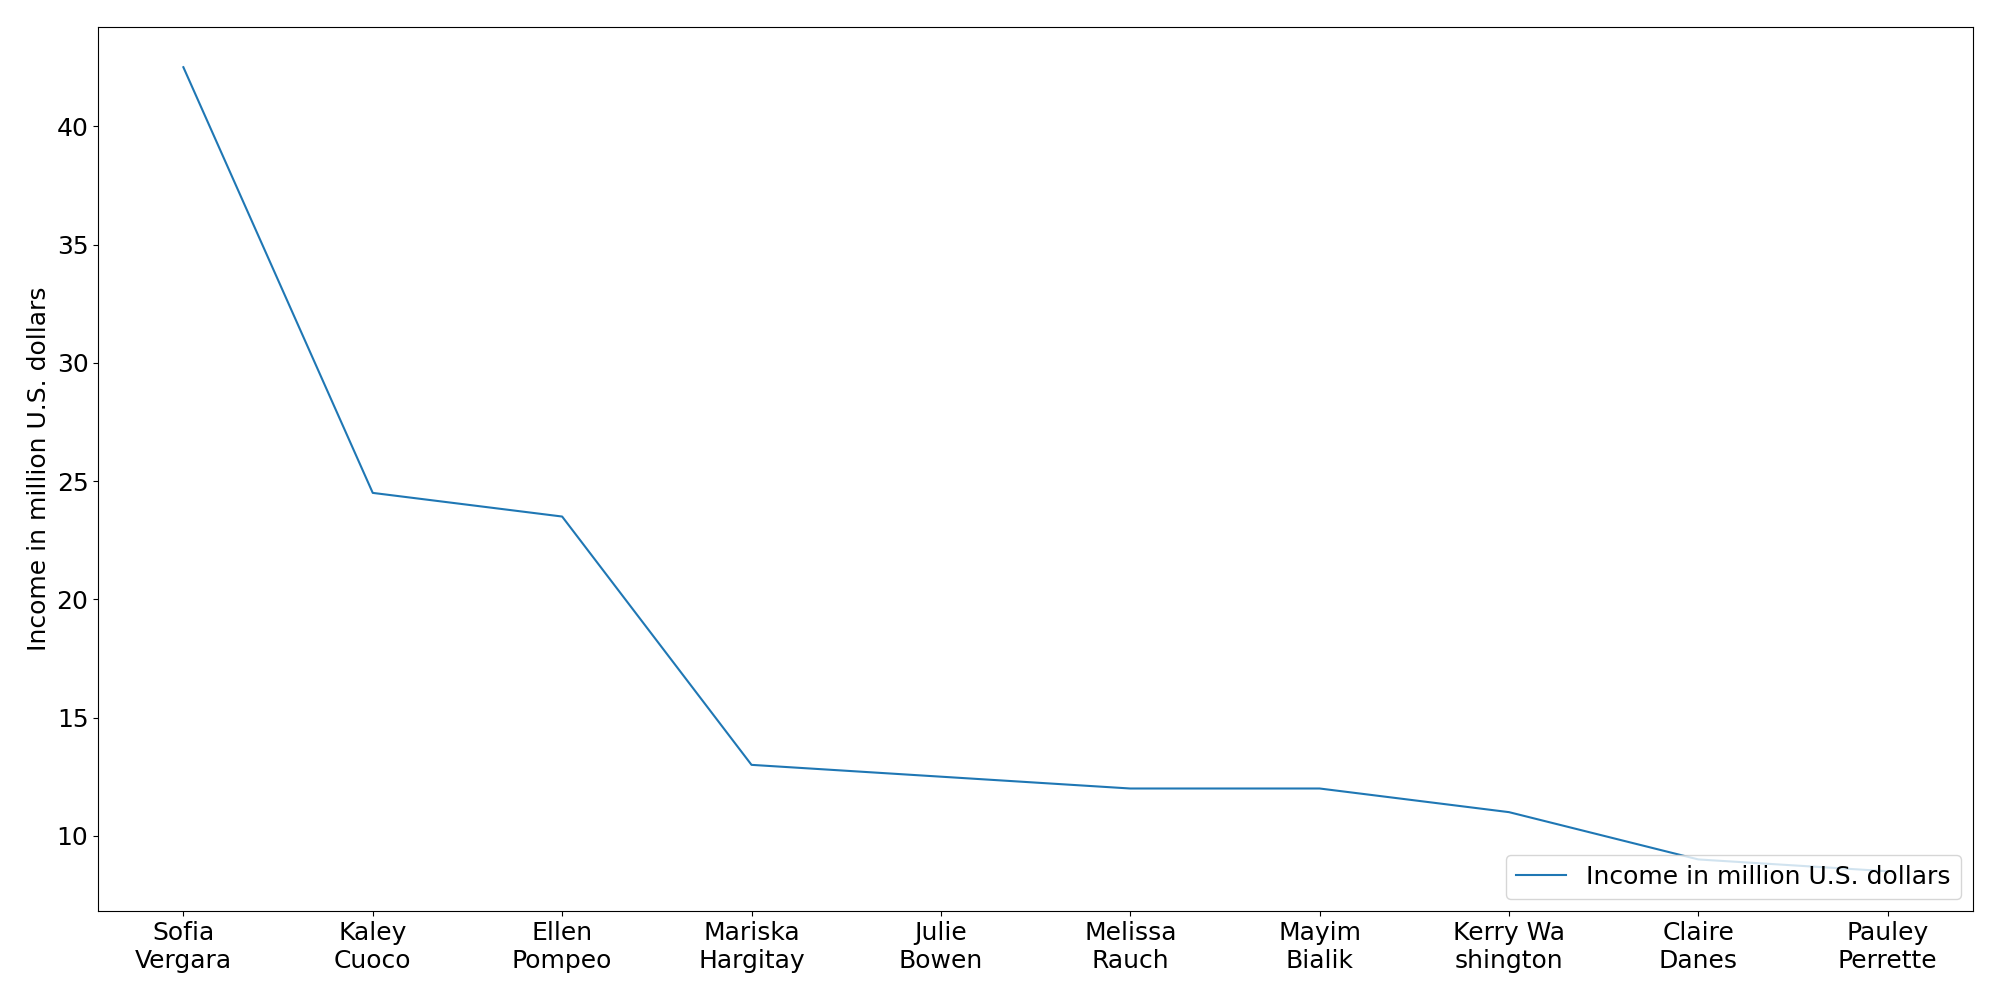 Income in million U.S. dollars
40
35
30
25
20
15
10
Income in million U.S. dollars
Sofia
Vergara
Kaley
Cuoco
Ellen
Pompeo
Mariska
Hargitay
Julie
Bowen
Melissa
Rauch
Mayim
Bialik
Kerry Wa
shington
Claire
Danes
Pauley
Perrette